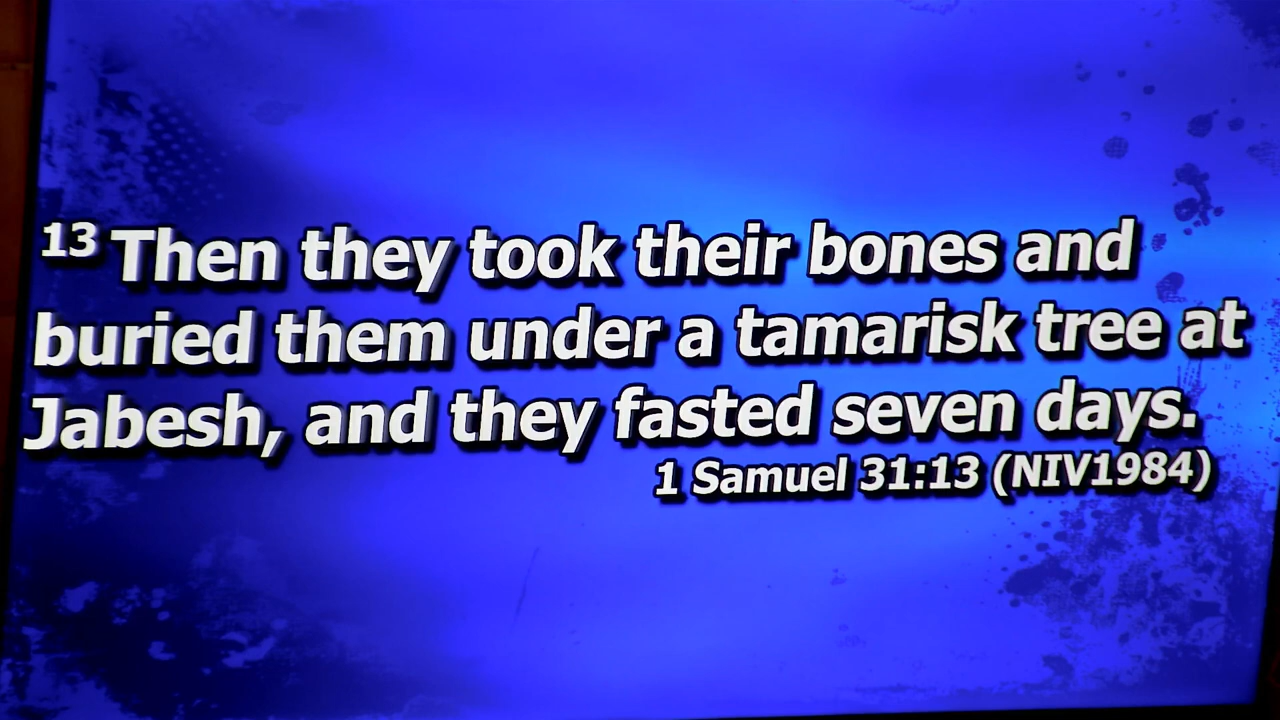 13 Then they took their bones and
buried them under a tamarisk tree at
Jabesh, and they fasted seven days.
1 Samuel 31:13 (NIV1984)